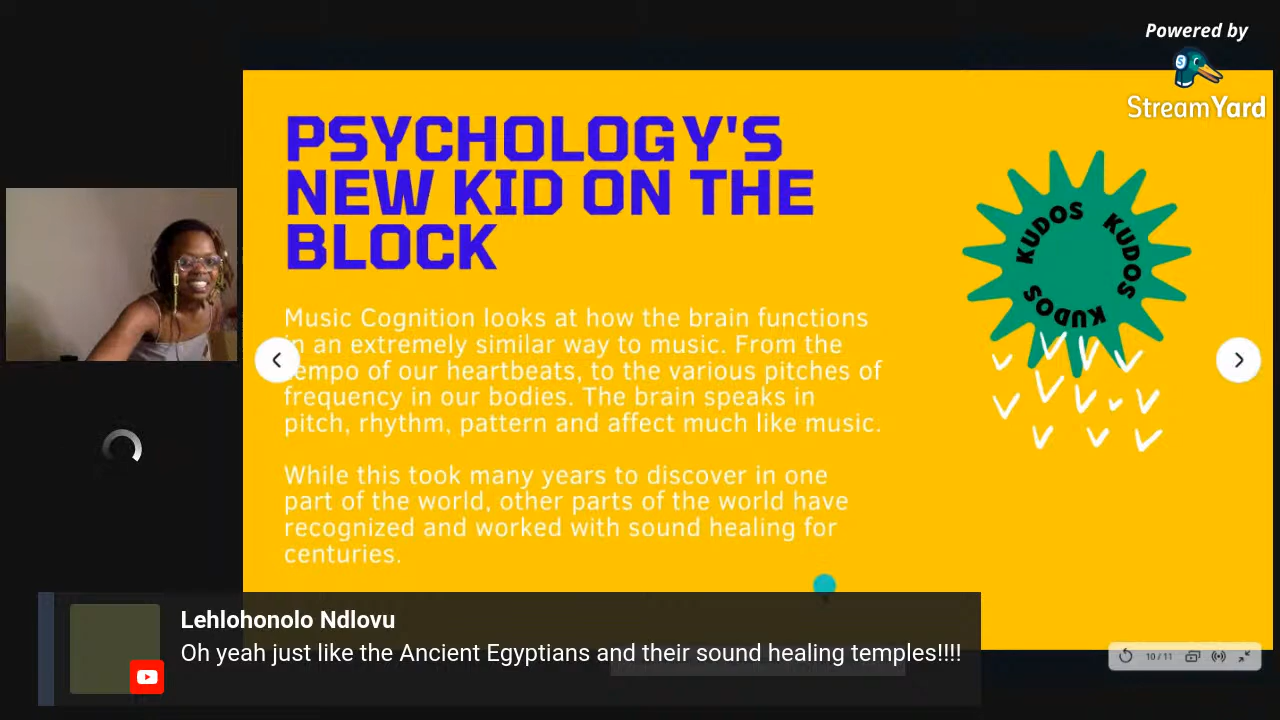 Powered by
StreamYard
PSYCHOLOGY'S
NEW KID ON THE
BLOCK
KUDOS KUDOS KUDOS
Music Cognition looks at how the brain functions
in an extremely similar way to music. From the
tempo of our heartbeats, to the various pitches of
frequency in our bodies. The brain speaks in
pitch, rhythm, pattern and affect much like music.
While this took many years to discover in one
part of the world, other parts of the world have
recognized and worked with sound healing for
centuries.
Lehlohonolo Ndlovu
Oh yeah just like the Ancient Egyptians and their sound healing temples!!!!
10/11